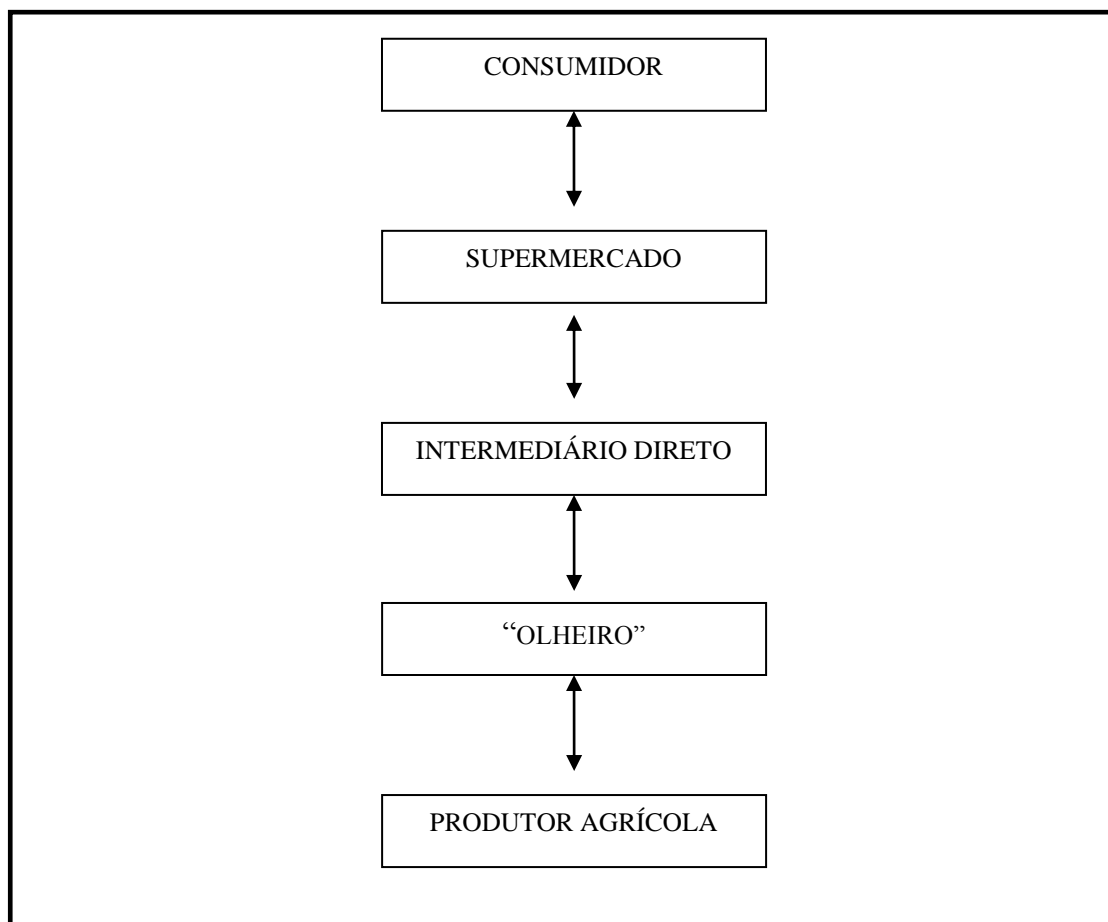 CONSUMIDOR
SUPERMERCADO
INTERMEDIÁRIO DIRETO
“OLHEIRO”
PRODUTOR AGRÍCOLA